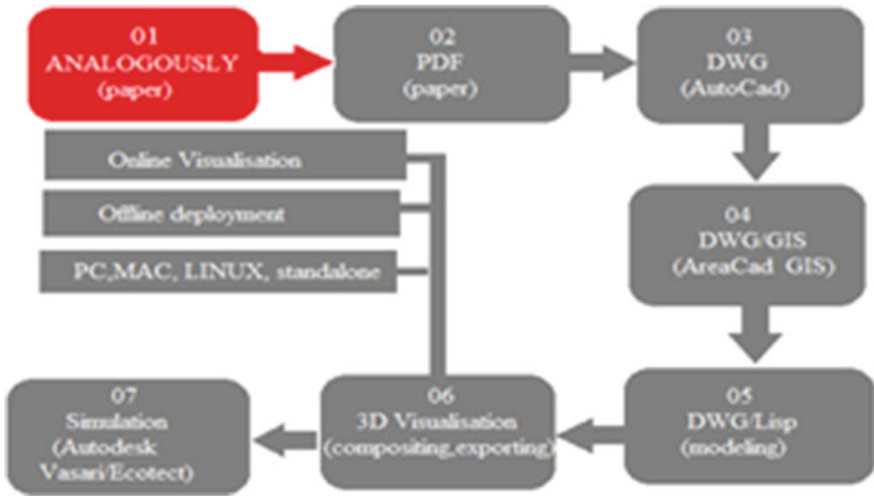 01
ANALOGOUSLY
(paper)
02
PDF
(paper)
03
DWG
(AutoCad)
Online Visualisation
Offline deployment
PC,MAC, LINUX, standalone
04
DWG/GIS
(AreaCad GIS)
05
DWG/Lisp
(modeling)
06
3D Visualisation
(compositing,exporting)
07
Simulation
(Autodesk
Vasari/Ecotect)